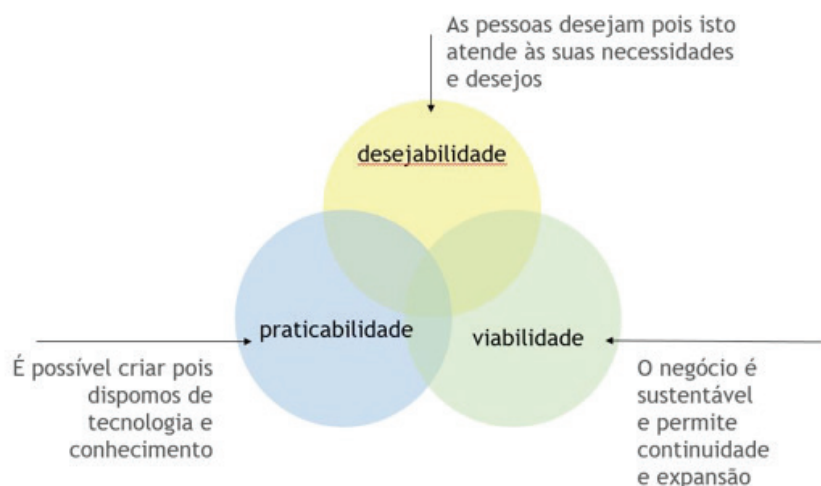 As pessoas desejam pois isto
atende às suas necessidades
e desejos
desejabilidade
praticabilidade
viabilidade
É possível criar pois
dispomos de
tecnologia e
conhecimento
O negócio é
sustentável
e permite
continuidade
e expansão